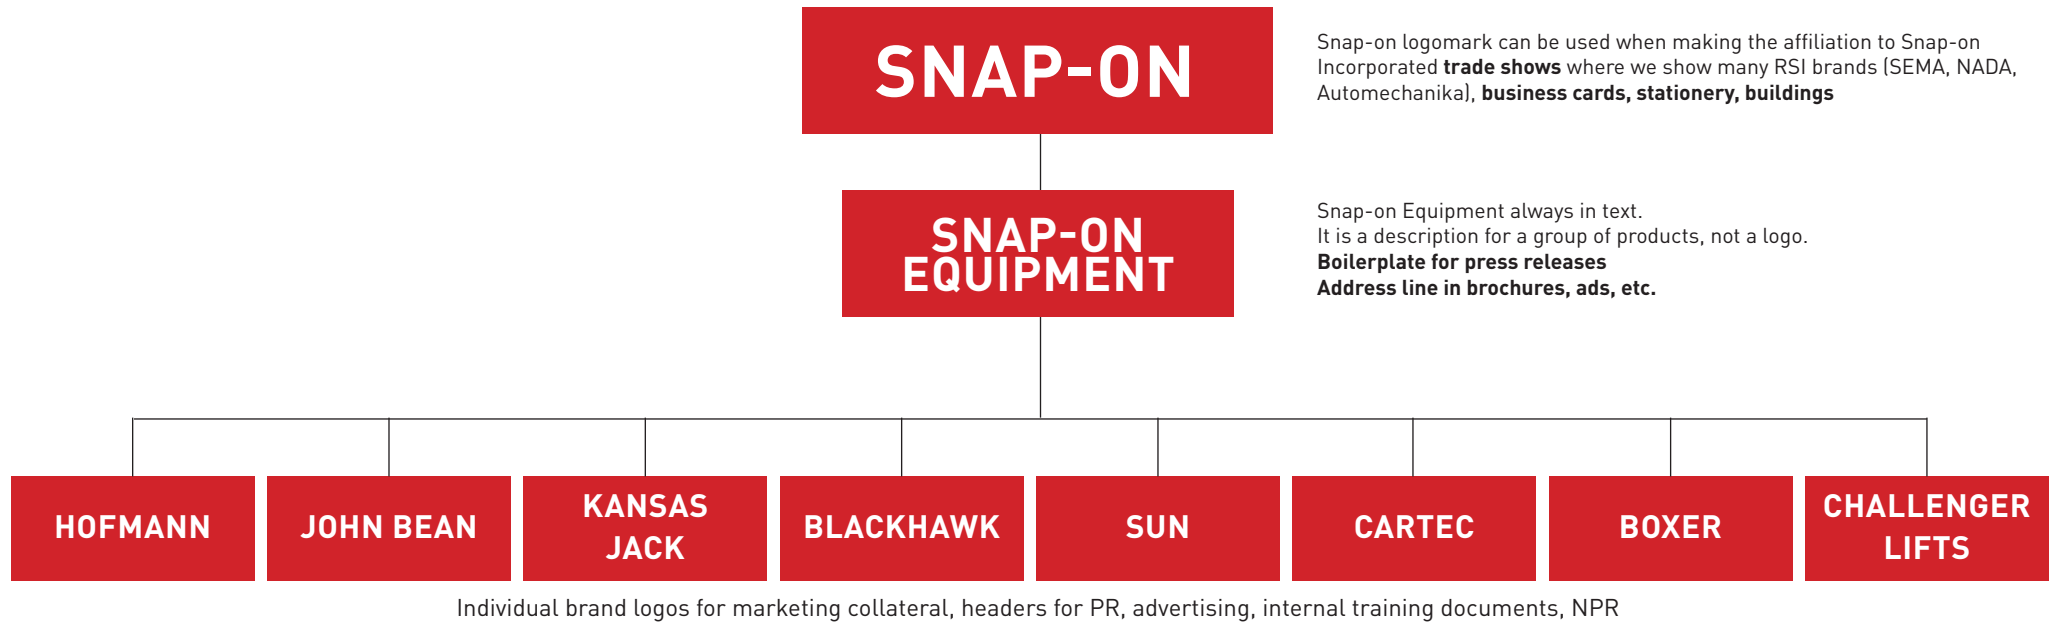 SNAP-ON
Snap-on logomark can be used when making the affiliation to Snap-on
Incorporated trade shows where we show many RSI brands (SEMA, NADA,
Automechanika), business cards, stationery, buildings
SNAP-ON
EQUIPMENT
Snap-on Equipment always in text.
It is a description for a group of products, not a logo.
Boilerplate for press releases
Address line in brochures, ads, etc.
HOFMANN
JOHN BEAN
KANSAS
JACK
BLACKHAWK
SUN
CARTEC
BOXER
CHALLENGER
LIFTS
Individual brand logos for marketing collateral, headers for PR, advertising, internal training documents, NPR